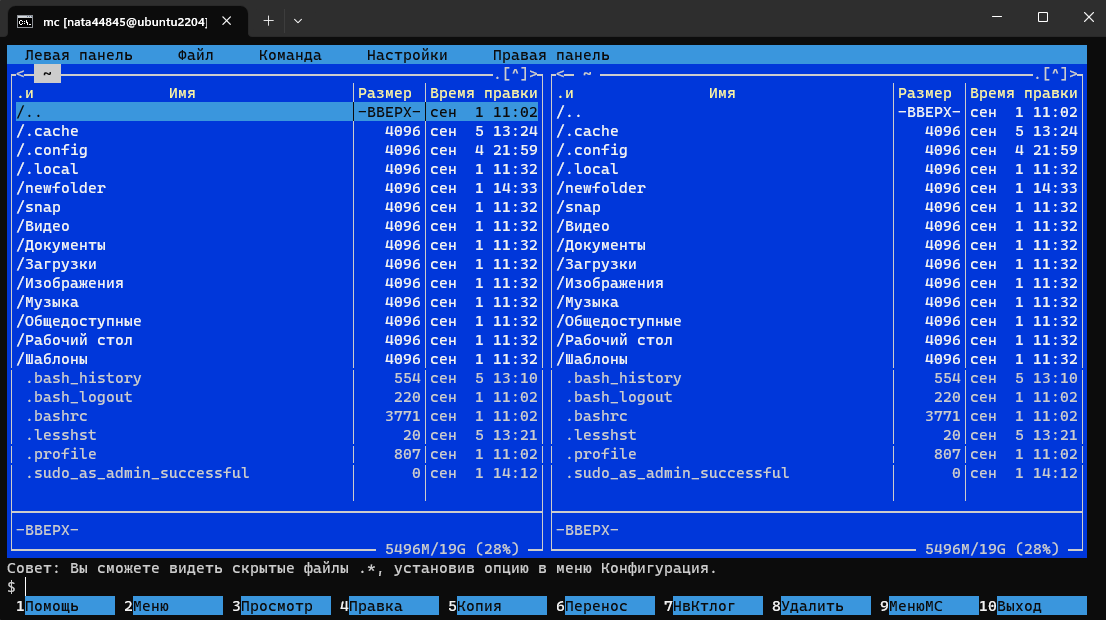 mc [nata44845@ubuntu2204]
Левая панель Файл Команда Настройки Правая панель
<─ ~ ─.[^]>┐ <─ ~ ─.[^]>┐
.и Имя Размер Время правки .и Имя Размер Время правки
/.. -ВВЕРХ- сен 1 11:02 /.. -ВВЕРХ- сен 1 11:02
/.cache 4096 сен 5 13:24 /.cache 4096 сен 5 13:24
/.config 4096 сен 4 21:59 /.config 4096 сен 4 21:59
/.local 4096 сен 1 11:32 /.local 4096 сен 1 11:32
/newfolder 4096 сен 1 14:33 /newfolder 4096 сен 1 14:33
/snap 4096 сен 1 11:32 /snap 4096 сен 1 11:32
/Видео 4096 сен 1 11:32 /Видео 4096 сен 1 11:32
/Документы 4096 сен 1 11:32 /Документы 4096 сен 1 11:32
/Загрузки 4096 сен 1 11:32 /Загрузки 4096 сен 1 11:32
/Изображения 4096 сен 1 11:32 /Изображения 4096 сен 1 11:32
/Музыка 4096 сен 1 11:32 /Музыка 4096 сен 1 11:32
/Общедоступные 4096 сен 1 11:32 /Общедоступные 4096 сен 1 11:32
/Рабочий стол 4096 сен 1 11:32 /Рабочий стол 4096 сен 1 11:32
/Шаблоны 4096 сен 1 11:32 /Шаблоны 4096 сен 1 11:32
.bash_history 554 сен 5 13:10 .bash_history 554 сен 5 13:10
.bash_logout 220 сен 1 11:02 .bash_logout 220 сен 1 11:02
.bashrc 3771 сен 1 11:02 .bashrc 3771 сен 1 11:02
.lesshst 20 сен 5 13:21 .lesshst 20 сен 5 13:21
.profile 807 сен 1 11:02 .profile 807 сен 1 11:02
.sudo_as_admin_successful 0 сен 1 14:12 .sudo_as_admin_successful 0 сен 1 14:12
-ВВЕРХ- -ВВЕРХ-
5496M/19G (28%) 5496M/19G (28%)
Совет: Вы сможете видеть скрытые файлы .*, установив опцию в меню Конфигурация.
$
1Помощь 2Меню 3Просмотр 4Правка 5Копия 6Перенос 7НвКтлог 8Удалить 9МенюMC 10Выход